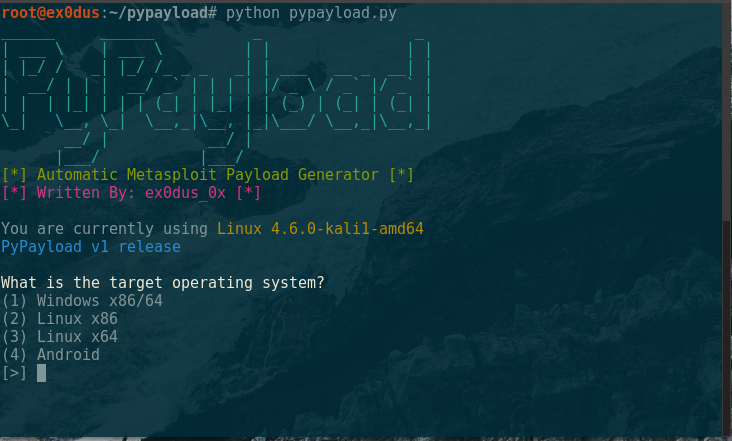 root@ex0dus:~/pypayload# python pypayload.py
PyPayload
[*] Automatic Metasploit Payload Generator [*]
[*] Written By: ex0dus_0x [*]
You are currently using Linux 4.6.0-kali1-amd64
PyPayload v1 release
What is the target operating system?
(1) Windows x86/64
(2) Linux x86
(3) Linux x64
(4) Android
[>]